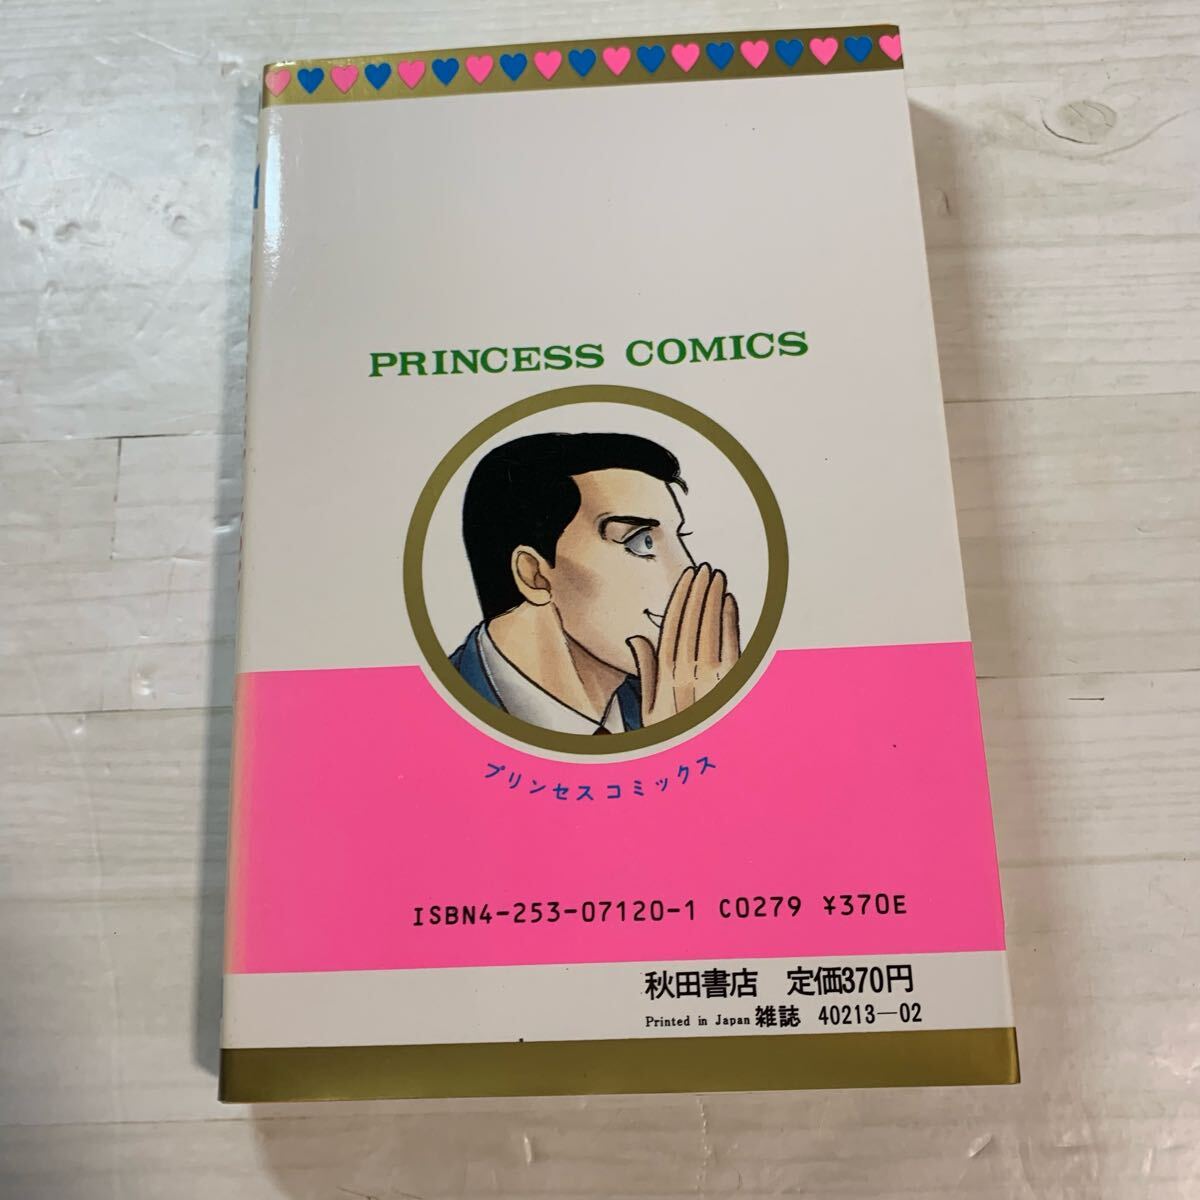 PRINCESS COMICS
プリンセスコミックス
ISBN4-253-07120-1 C0279 ¥370E
秋田書店 定価370円
Printed in Japan 雑誌 40213—02